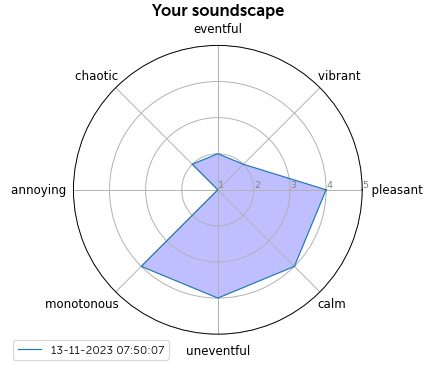 Your soundscape
eventful
chaotic
vibrant
annoying
1
2
3
4
5
pleasant
monotonous
calm
uneventful
13-11-2023 07:50:07